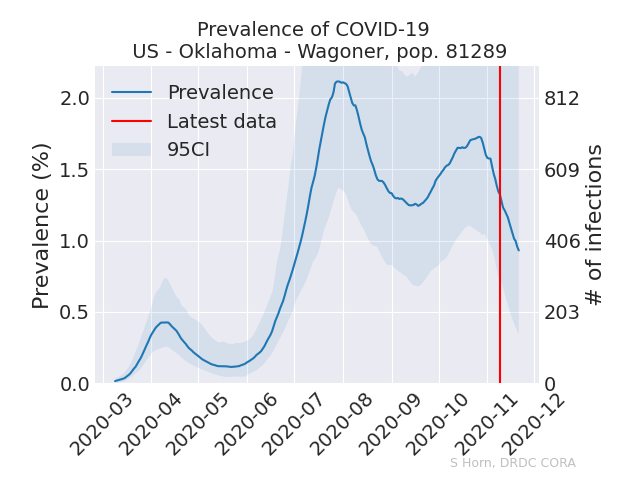 Prevalence of COVID-19
US - Oklahoma - Wagoner, pop. 81289
Prevalence
Latest data
95CI
Prevalence (%)
2.0
1.5
1.0
0.5
0.0
812
609
406
203
0
# of infections
2020-03
2020-04
2020-05
2020-06
2020-07
2020-08
2020-09
2020-10
2020-11
2020-12
S Horn, DRDC CORA